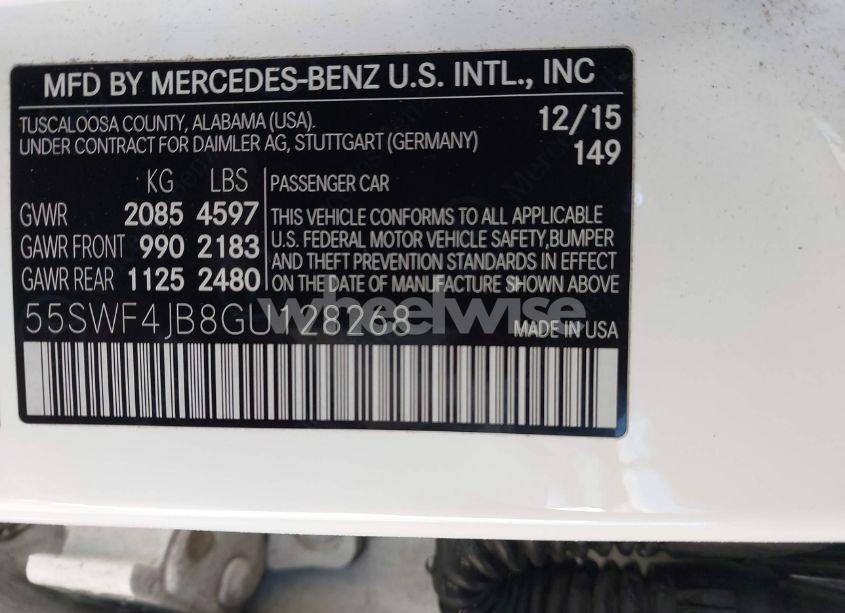 MFD BY MERCEDES-BENZ U.S. INTL., INC
TUSCALOOSA COUNTY, ALABAMA (USA). 12/15
UNDER CONTRACT FOR DAIMLER AG, STUTTGART (GERMANY) 149
KG LBS PASSENGER CAR
GVWR 2085 4597
GAWR FRONT 990 2183
GAWR REAR 1125 2480
THIS VEHICLE CONFORMS TO ALL APPLICABLE
U.S. FEDERAL MOTOR VEHICLE SAFETY,BUMPER
AND THEFT PREVENTION STANDARDS IN EFFECT
ON THE DATE OF MANUFACTURE SHOWN ABOVE
55SWF4JB8GU128268
wheelwise
MADE IN USA